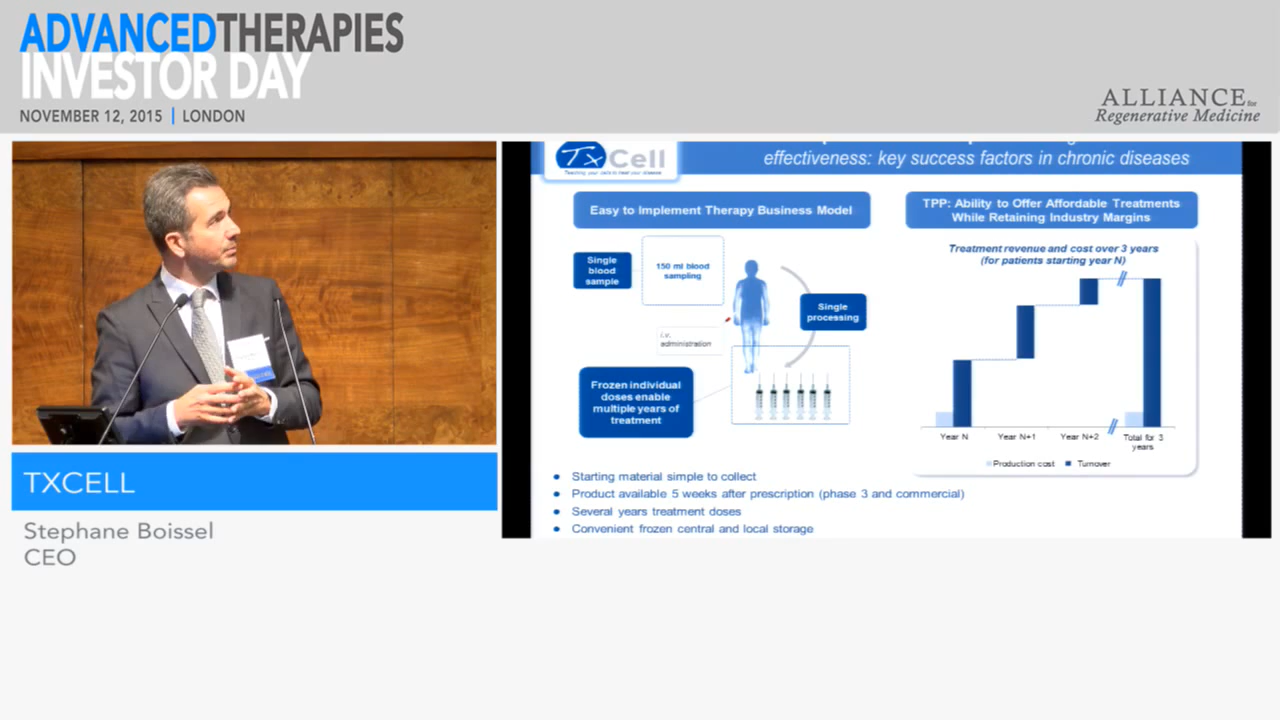 ADVANCEDTHERAPIES
INVESTOR DAY
NOVEMBER 12, 2015 | LONDON
ALLIANCE for
Regenerative Medicine
TxCell
effectiveness: key success factors in chronic diseases
Easy to Implement Therapy Business Model
Single
blood
sample
150 ml blood
sampling
i.v.
administration
Single
processing
Frozen individual
doses enable
multiple years of
treatment
TPP: Ability to Offer Affordable Treatments
While Retaining Industry Margins
Treatment revenue and cost over 3 years
(for patients starting year N)
Year N
Year N+1
Year N+2
Total for 3
years
Production cost
Turnover
• Starting material simple to collect
• Product available 5 weeks after prescription (phase 3 and commercial)
• Several years treatment doses
• Convenient frozen central and local storage
TXCELL
Stephane Boissel
CEO